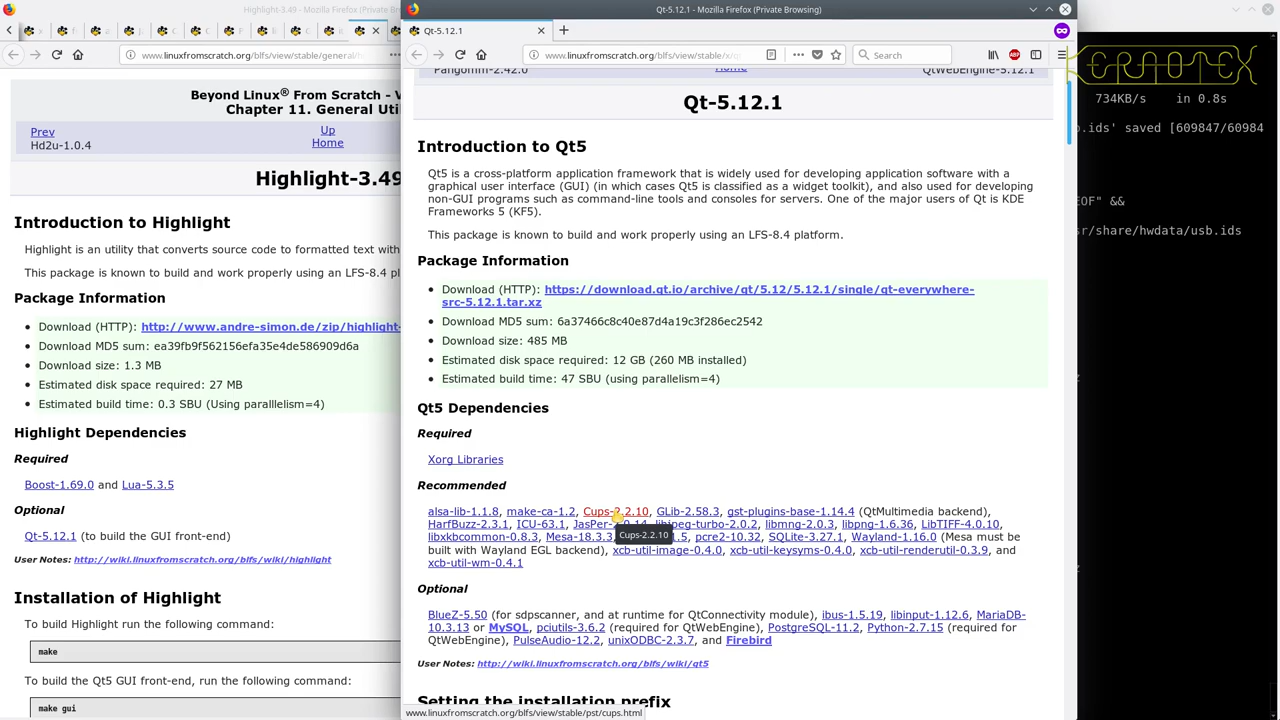 Highlight-3.49 - Mozilla Firefox (Private Browsing)
www.linuxfromscratch.org/blfs/view/stable/general/
Beyond Linux® From Scratch - V
Chapter 11. General Uti
Prev
Up
Hd2u-1.0.4
Home
Highlight-3.49
Introduction to Highlight
Highlight is an utility that converts source code to formatted text with
This package is known to build and work properly using an LFS-8.4 pl
Package Information
Download (HTTP): http://www.andre-simon.de/zip/highlight-
Download MD5 sum: ea39fb9f562156efa35e4de586909d6a
Download size: 1.3 MB
Estimated disk space required: 27 MB
Estimated build time: 0.3 SBU (Using paralllelism=4)
Highlight Dependencies
Required
Boost-1.69.0 and Lua-5.3.5
Optional
Qt-5.12.1 (to build the GUI front-end)
User Notes: http://wiki.linuxfromscratch.org/blfs/wiki/highlight
Installation of Highlight
To build Highlight run the following command:
make
To build the Qt5 GUI front-end, run the following command:
make gui
Qt-5.12.1 - Mozilla Firefox (Private Browsing)
Qt-5.12.1
www.linuxfromscratch.org/blfs/view/stable/x/q
Search
Pangomm-2.42.0
Home
QtWebEngine-5.12.1
Qt-5.12.1
Introduction to Qt5
Qt5 is a cross-platform application framework that is widely used for developing application software with a
graphical user interface (GUI) (in which cases Qt5 is classified as a widget toolkit), and also used for developing
non-GUI programs such as command-line tools and consoles for servers. One of the major users of Qt is KDE
Frameworks 5 (KF5).
This package is known to build and work properly using an LFS-8.4 platform.
Package Information
Download (HTTP): https://download.qt.io/archive/qt/5.12/5.12.1/single/qt-everywhere-
src-5.12.1.tar.xz
Download MD5 sum: 6a37466c8c40e87d4a19c3f286ec2542
Download size: 485 MB
Estimated disk space required: 12 GB (260 MB installed)
Estimated build time: 47 SBU (using parallelism=4)
Qt5 Dependencies
Required
Xorg Libraries
Recommended
alsa-lib-1.1.8, make-ca-1.2, Cups-2.2.10, GLib-2.58.3, gst-plugins-base-1.14.4 (QtMultimedia backend),
HarfBuzz-2.3.1, ICU-63.1, JasPer-2.0.14, libjpeg-turbo-2.0.2, libmng-2.0.3, libpng-1.6.36, LibTIFF-4.0.10,
libxkbcommon-0.8.3, Mesa-18.3.3, 1.5, pcre2-10.32, SQLite-3.27.1, Wayland-1.16.0 (Mesa must be
Cups-2.2.10
built with Wayland EGL backend), xcb-util-image-0.4.0, xcb-util-keysyms-0.4.0, xcb-util-renderutil-0.3.9, and
xcb-util-wm-0.4.1
Optional
BlueZ-5.50 (for sdpscanner, and at runtime for QtConnectivity module), ibus-1.5.19, libinput-1.12.6, MariaDB-
10.3.13 or MySQL, pciutils-3.6.2 (required for QtWebEngine), PostgreSQL-11.2, Python-2.7.15 (required for
QtWebEngine), PulseAudio-12.2, unixODBC-2.3.7, and Firebird
User Notes: http://wiki.linuxfromscratch.org/blfs/wiki/qt5
Setting the installation prefix
www.linuxfromscratch.org/blfs/view/stable/pst/cups.html
734KB/s in 0.8s
b.ids' saved [609847/60984
EOF" &&
sr/share/hwdata/usb.ids